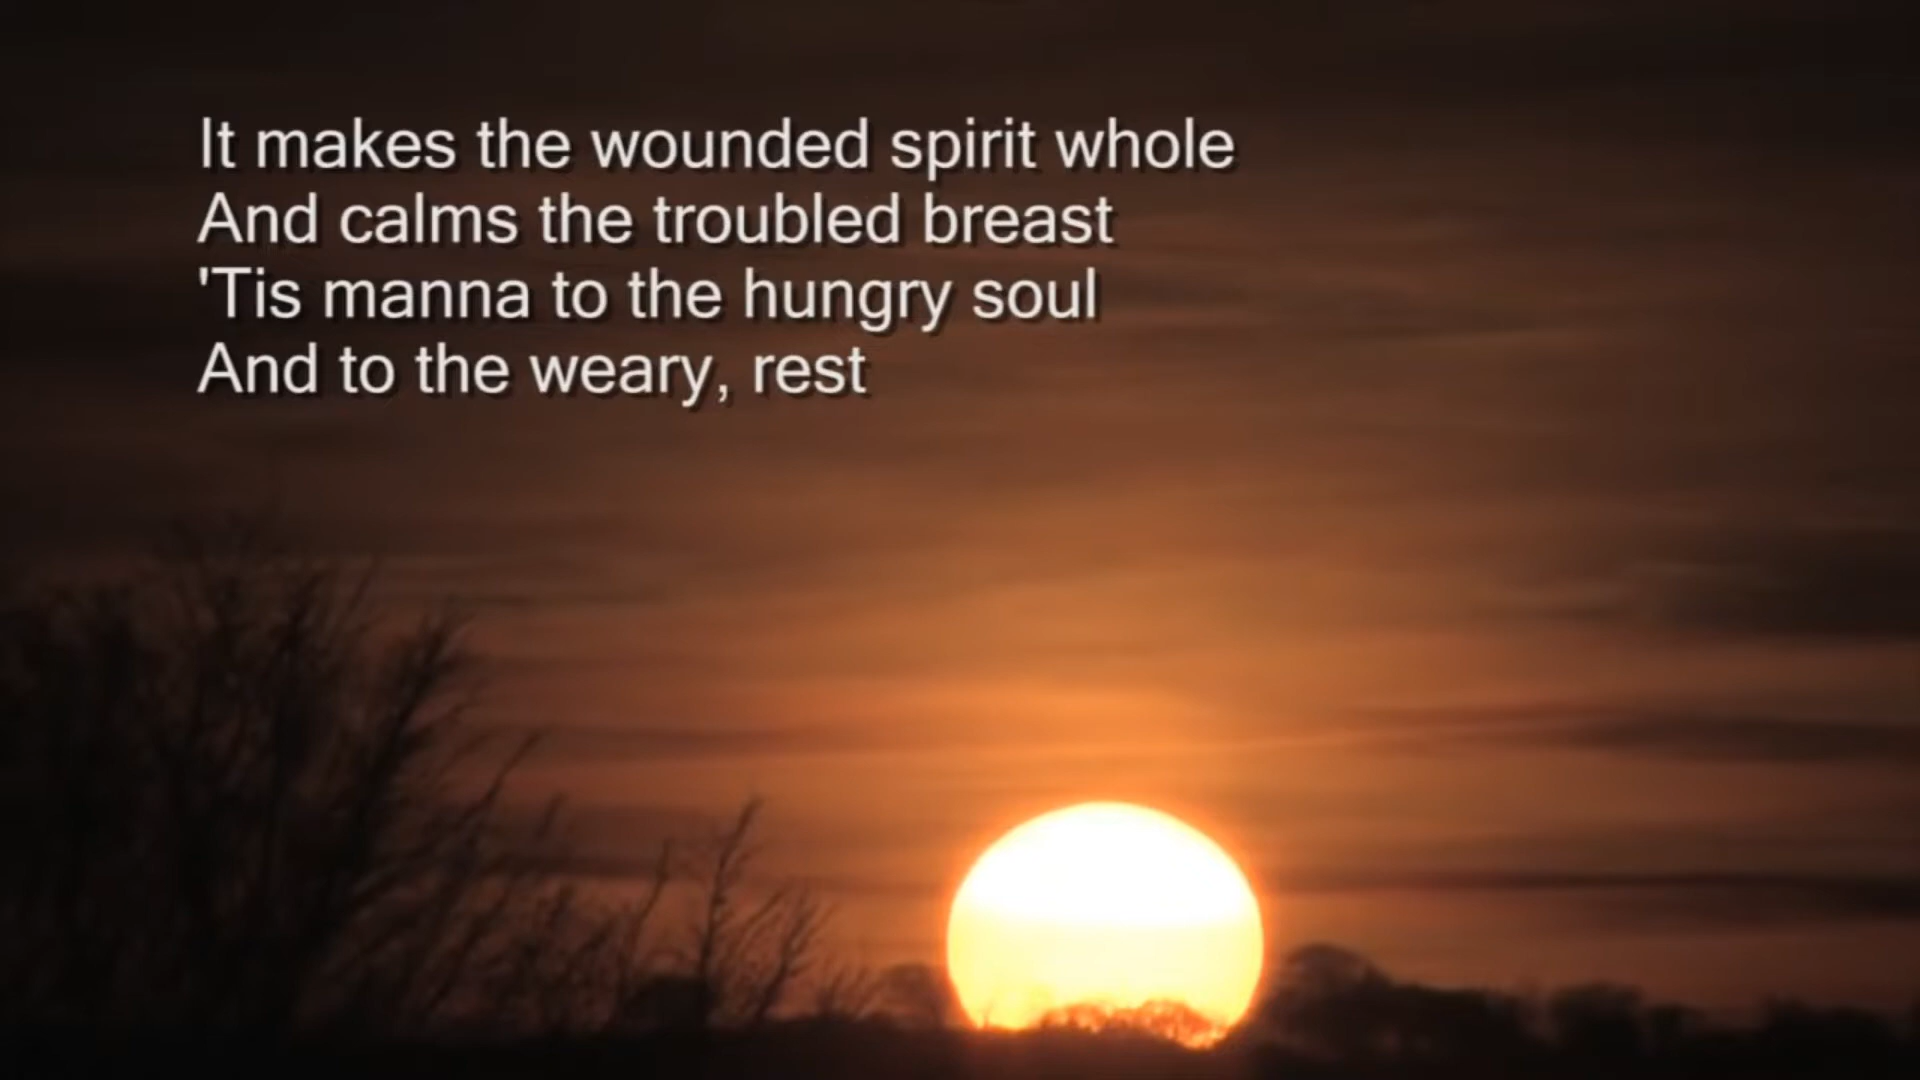 It makes the wounded spirit whole
And calms the troubled breast
'Tis manna to the hungry soul
And to the weary, rest